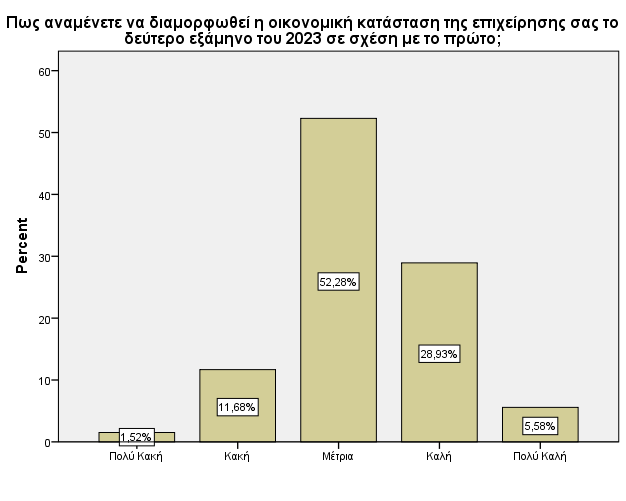 Πως αναμένετε να διαμορφωθεί η οικονομική κατάσταση της επιχείρησης σας το
δεύτερο εξάμηνο του 2023 σε σχέση με το πρώτο;
60
50
40
30
20
10
0
Percent
1,52%
11,68%
52,28%
28,93%
5,58%
Πολύ Κακή
Κακή
Μέτρια
Καλή
Πολύ Καλή